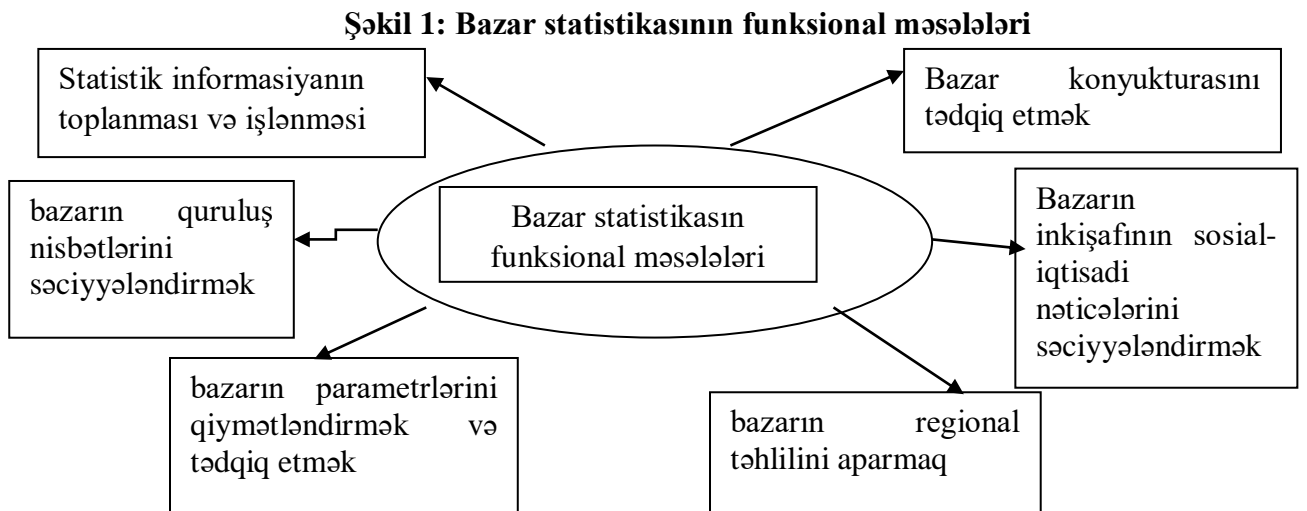 Şəkil 1: Bazar statistikasının funksional məsələləri
Statistik informasiyanın
toplanması və işlənməsi
Bazar konyukturasını
tədqiq etmək
bazarın quruluş
nisbətlərini
səciyyələndirmək
Bazar statistikasın
funksional məsələləri
Bazarın
inkişafının sosial-
iqtisadi
nəticələrini
səciyyələndirmək
bazarın parametrlərini
qiymətləndirmək və
tədqiq etmək
bazarın regional
təhlilini aparmaq